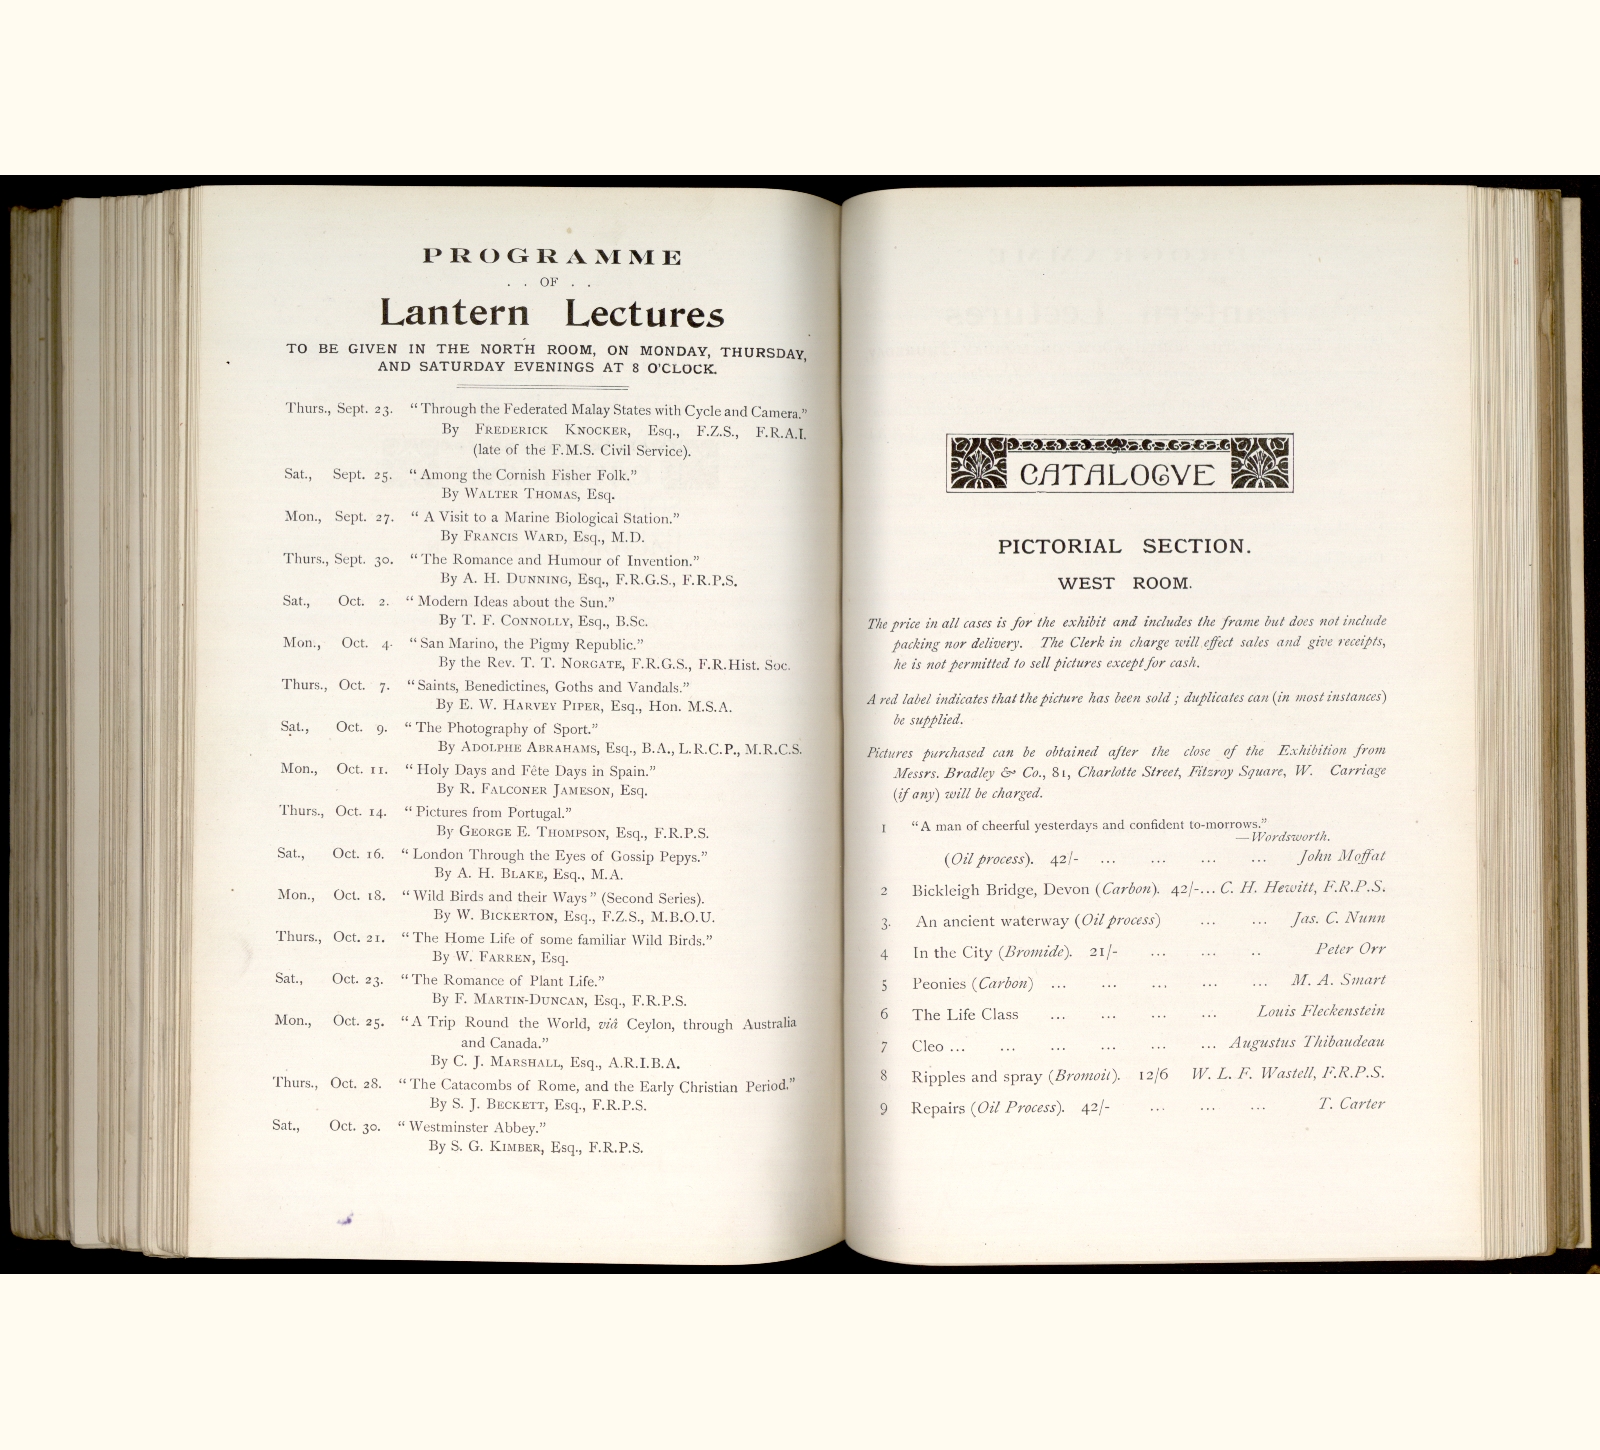 PROGRAMME
. . OF . .
Lantern Lectures
TO BE GIVEN IN THE NORTH ROOM, ON MONDAY, THURSDAY,
AND SATURDAY EVENINGS AT 8 O'CLOCK.
Thurs., Sept. 23. "Through the Federated Malay States with Cycle and Camera."
By FREDERICK KNOCKER, Esq., F.Z.S., F.R.A.I.
(late of the F.M.S. Civil Service).
Sat., Sept. 25. "Among the Cornish Fisher Folk."
By WALTER THOMAS, Esq.
Mon., Sept. 27. "A Visit to a Marine Biological Station."
By FRANCIS WARD, Esq., M.D.
Thurs., Sept. 30. "The Romance and Humour of Invention."
By A. H. DUNNING, Esq., F.R.G.S., F.R.P.S.
Sat., Oct. 2. "Modern Ideas about the Sun."
By T. F. CONNOLLY, Esq., B.Sc.
Mon., Oct. 4. "San Marino, the Pigmy Republic."
By the Rev. T. T. NORGATE, F.R.G.S., F.R.Hist. Soc.
Thurs., Oct. 7. "Saints, Benedictines, Goths and Vandals."
By E. W. HARVEY PIPER, Esq., Hon. M.S.A.
Sat., Oct. 9. "The Photography of Sport."
By ADOLPHE ABRAHAMS, Esq., B.A., L.R.C.P., M.R.C.S.
Mon., Oct. 11. "Holy Days and Fête Days in Spain."
By R. FALCONER JAMESON, Esq.
Thurs., Oct. 14. "Pictures from Portugal."
By GEORGE E. THOMPSON, Esq., F.R.P.S.
Sat., Oct. 16. "London Through the Eyes of Gossip Pepys."
By A. H. BLAKE, Esq., M.A.
Mon., Oct. 18. "Wild Birds and their Ways" (Second Series).
By W. BICKERTON, Esq., F.Z.S., M.B.O.U.
Thurs., Oct. 21. "The Home Life of some familiar Wild Birds."
By W. FARREN, Esq.
Sat., Oct. 23. "The Romance of Plant Life."
By F. MARTIN-DUNCAN, Esq., F.R.P.S.
Mon., Oct. 25. "A Trip Round the World, viâ Ceylon, through Australia
and Canada."
By C. J. MARSHALL, Esq., A.R.I.B.A.
Thurs., Oct. 28. "The Catacombs of Rome, and the Early Christian Period."
By S. J. BECKETT, Esq., F.R.P.S.
Sat., Oct. 30. "Westminster Abbey."
By S. G. KIMBER, Esq., F.R.P.S.
CATALOGVE
PICTORIAL SECTION.
WEST ROOM.
The price in all cases is for the exhibit and includes the frame but does not include
packing nor delivery. The Clerk in charge will effect sales and give receipts,
he is not permitted to sell pictures except for cash.
A red label indicates that the picture has been sold; duplicates can (in most instances)
be supplied.
Pictures purchased can be obtained after the close of the Exhibition from
Messrs. Bradley & Co., 81, Charlotte Street, Fitzroy Square, W. Carriage
(if any) will be charged.
1 "A man of cheerful yesterdays and confident to-morrows."
—Wordsworth.
(Oil process). 42/- ... ... ... ... John Moffat
2 Bickleigh Bridge, Devon (Carbon). 42/-... C. H. Hewitt, F.R.P.S.
3. An ancient waterway (Oil process) ... ... Jas. C. Nunn
4 In the City (Bromide). 21/- ... ... .. Peter Orr
5 Peonies (Carbon) ... ... ... ... ... M. A. Smart
6 The Life Class ... ... ... ... Louis Fleckenstein
7 Cleo ... ... ... ... ... ... Augustus Thibaudeau
8 Ripples and spray (Bromoil). 12/6 W. L. F. Wastell, F.R.P.S.
9 Repairs (Oil Process). 42/- ... ... ... T. Carter